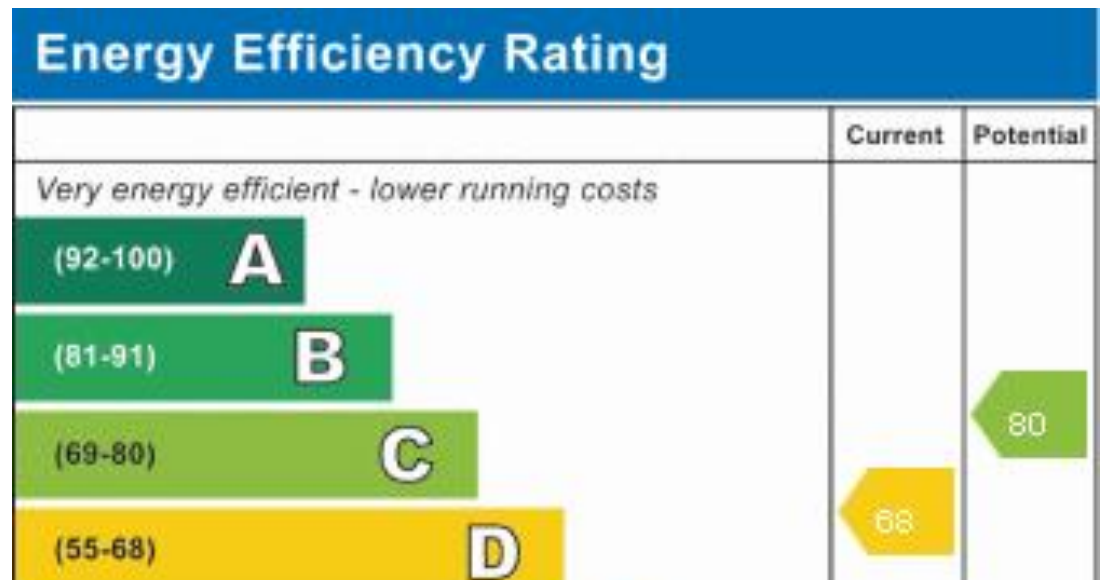 Energy Efficiency Rating
Current Potential
Very energy efficient - lower running costs
(92-100) A
(81-91) B
(69-80) C
80
(55-68) D
68